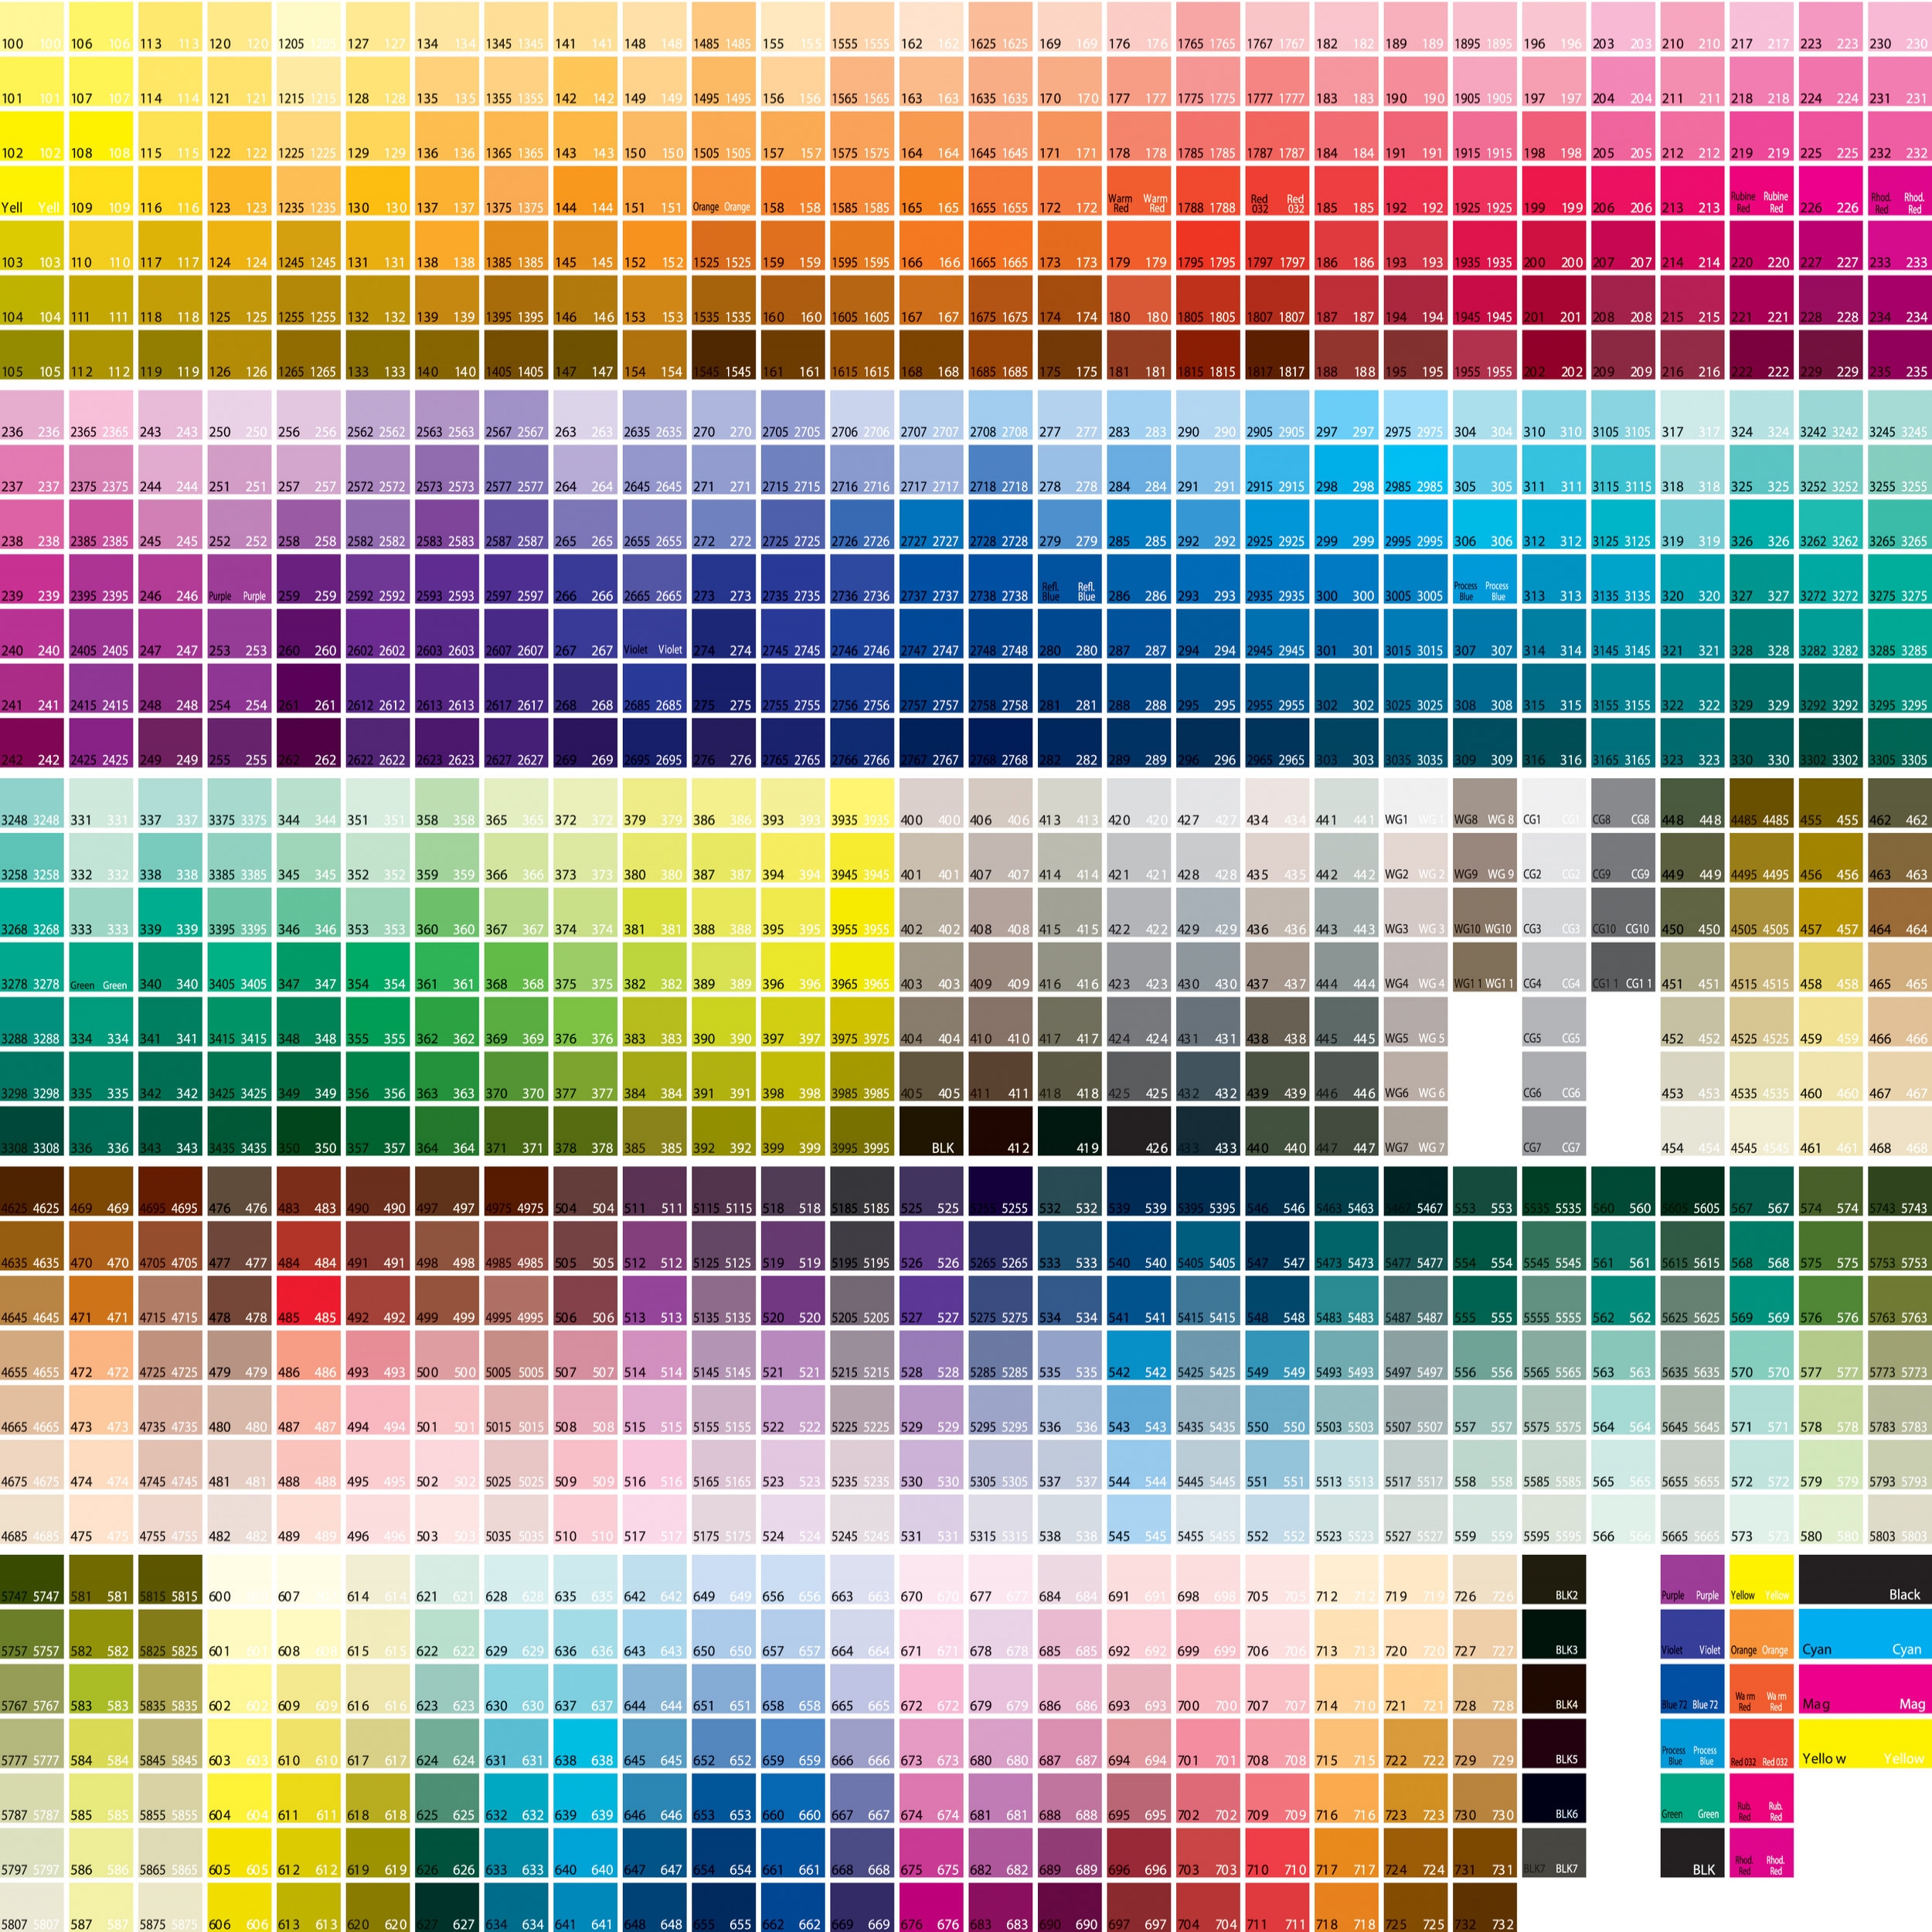 100 100 106 106 113 113 120 120 1205 1205 127 127 134 134 1345 1345 141 141 148 148 1485 1485 155 155 1555 1555 162 162 1625 1625 169 169 176 176 1765 1765 1767 1767 182 182 189 189 1895 1895 196 196 203 203 210 210 217 217 223 223 230 230
101 101 107 107 114 114 121 121 1215 1215 128 128 135 135 1355 1355 142 142 149 149 1495 1495 156 156 1565 1565 163 163 1635 1635 170 170 177 177 1775 1775 1777 1777 183 183 190 190 1905 1905 197 197 204 204 211 211 218 218 224 224 231 231
102 102 108 108 115 115 122 122 1225 1225 129 129 136 136 1365 1365 143 143 150 150 1505 1505 157 157 1575 1575 164 164 1645 1645 171 171 178 178 1785 1785 1787 1787 184 184 191 191 1915 1915 198 198 205 205 212 212 219 219 225 225 232 232
Yell Yell 109 109 116 116 123 123 1235 1235 130 130 137 137 1375 1375 144 144 151 151 Orange Orange 158 158 1585 1585 165 165 1655 1655 172 172 Warm Red Warm Red 1788 1788 Red 032 Red 032 185 185 192 192 1925 1925 199 199 206 206 213 213 Rubine Red Rubine Red 226 226 Rhod. Red Rhod. Red
103 103 110 110 117 117 124 124 1245 1245 131 131 138 138 1385 1385 145 145 152 152 1525 1525 159 159 1595 1595 166 166 1665 1665 173 173 179 179 1795 1795 1797 1797 186 186 193 193 1935 1935 200 200 207 207 214 214 220 220 227 227 233 233
104 104 111 111 118 118 125 125 1255 1255 132 132 139 139 1395 1395 146 146 153 153 1535 1535 160 160 1605 1605 167 167 1675 1675 174 174 180 180 1805 1805 1807 1807 187 187 194 194 1945 1945 201 201 208 208 215 215 221 221 228 228 234 234
105 105 112 112 119 119 126 126 1265 1265 133 133 140 140 1405 1405 147 147 154 154 1545 1545 161 161 1615 1615 168 168 1685 1685 175 175 181 181 1815 1815 1817 1817 188 188 195 195 1955 1955 202 202 209 209 216 216 222 222 229 229 235 235
236 236 2365 2365 243 243 250 250 256 256 2562 2562 2563 2563 2567 2567 263 263 2635 2635 270 270 2705 2705 2706 2706 2707 2707 2708 2708 277 277 283 283 290 290 2905 2905 297 297 2975 2975 304 304 310 310 3105 3105 317 317 324 324 3242 3242 3245 3245
237 237 2375 2375 244 244 251 251 257 257 2572 2572 2573 2573 2577 2577 264 264 2645 2645 271 271 2715 2715 2716 2716 2717 2717 2718 2718 278 278 284 284 291 291 2915 2915 298 298 2985 2985 305 305 311 311 3115 3115 318 318 325 325 3252 3252 3255 3255
238 238 2385 2385 245 245 252 252 258 258 2582 2582 2583 2583 2587 2587 265 265 2655 2655 272 272 2725 2725 2726 2726 2727 2727 2728 2728 279 279 285 285 292 292 2925 2925 299 299 2995 2995 306 306 312 312 3125 3125 319 319 326 326 3262 3262 3265 3265
239 239 2395 2395 246 246 Purple Purple 259 259 2592 2592 2593 2593 2597 2597 266 266 2665 2665 273 273 2735 2735 2736 2736 2737 2737 2738 2738 Refl. Blue Refl. Blue 286 286 293 293 2935 2935 300 300 3005 3005 Process Blue Process Blue 313 313 3135 3135 320 320 327 327 3272 3272 3275 3275
240 240 2405 2405 247 247 253 253 260 260 2602 2602 2603 2603 2607 2607 267 267 Violet Violet 274 274 2745 2745 2746 2746 2747 2747 2748 2748 280 280 287 287 294 294 2945 2945 301 301 3015 3015 307 307 314 314 3145 3145 321 321 328 328 3282 3282 3285 3285
241 241 2415 2415 248 248 254 254 261 261 2612 2612 2613 2613 2617 2617 268 268 2685 2685 275 275 2755 2755 2756 2756 2757 2757 2758 2758 281 281 288 288 295 295 2955 2955 302 302 3025 3025 308 308 315 315 3155 3155 322 322 329 329 3292 3292 3295 3295
242 242 2425 2425 249 249 255 255 262 262 2622 2622 2623 2623 2627 2627 269 269 2695 2695 276 276 2765 2765 2766 2766 2767 2767 2768 2768 282 282 289 289 296 296 2965 2965 303 303 3035 3035 309 309 316 316 3165 3165 323 323 330 330 3302 3302 3305 3305
3248 3248 331 331 337 337 3375 3375 344 344 351 351 358 358 365 365 372 372 379 379 386 386 393 393 3935 3935 400 400 406 406 413 413 420 420 427 427 434 434 441 441 WG1 WG 1 WG8 WG 8 CG1 CG1 CG8 CG8 448 448 4485 4485 455 455 462 462
3258 3258 332 332 338 338 3385 3385 345 345 352 352 359 359 366 366 373 373 380 380 387 387 394 394 3945 3945 401 401 407 407 414 414 421 421 428 428 435 435 442 442 WG2 WG 2 WG9 WG 9 CG2 CG2 CG9 CG9 449 449 4495 4495 456 456 463 463
3268 3268 333 333 339 339 3395 3395 346 346 353 353 360 360 367 367 374 374 381 381 388 388 395 395 3955 3955 402 402 408 408 415 415 422 422 429 429 436 436 443 443 WG3 WG 3 WG10 WG10 CG3 CG3 CG10 CG10 450 450 4505 4505 457 457 464 464
3278 3278 Green Green 340 340 3405 3405 347 347 354 354 361 361 368 368 375 375 382 382 389 389 396 396 3965 3965 403 403 409 409 416 416 423 423 430 430 437 437 444 444 WG4 WG 4 WG1 1 WG1 1 CG4 CG4 CG1 1 CG1 1 451 451 4515 4515 458 458 465 465
3288 3288 334 334 341 341 3415 3415 348 348 355 355 362 362 369 369 376 376 383 383 390 390 397 397 3975 3975 404 404 410 410 417 417 424 424 431 431 438 438 445 445 WG5 WG 5 CG5 CG5 452 452 4525 4525 459 459 466 466
3298 3298 335 335 342 342 3425 3425 349 349 356 356 363 363 370 370 377 377 384 384 391 391 398 398 3985 3985 405 405 411 411 418 418 425 425 432 432 439 439 446 446 WG6 WG 6 CG6 CG6 453 453 4535 4535 460 460 467 467
3308 3308 336 336 343 343 3435 3435 350 350 357 357 364 364 371 371 378 378 385 385 392 392 399 399 3995 3995 BLK 412 419 426 433 433 440 440 447 447 WG7 WG 7 CG7 CG7 454 454 4545 4545 461 461 468 468
4625 4625 469 469 4695 4695 476 476 483 483 490 490 497 497 4975 4975 504 504 511 511 5115 5115 518 518 5185 5185 525 525 5255 5255 532 532 539 539 5395 5395 546 546 5463 5463 5467 5467 553 553 5535 5535 560 560 5605 5605 567 567 574 574 5743 5743
4635 4635 470 470 4705 4705 477 477 484 484 491 491 498 498 4985 4985 505 505 512 512 5125 5125 519 519 5195 5195 526 526 5265 5265 533 533 540 540 5405 5405 547 547 5473 5473 5477 5477 554 554 5545 5545 561 561 5615 5615 568 568 575 575 5753 5753
4645 4645 471 471 4715 4715 478 478 485 485 492 492 499 499 4995 4995 506 506 513 513 5135 5135 520 520 5205 5205 527 527 5275 5275 534 534 541 541 5415 5415 548 548 5483 5483 5487 5487 555 555 5555 5555 562 562 5625 5625 569 569 576 576 5763 5763
4655 4655 472 472 4725 4725 479 479 486 486 493 493 500 500 5005 5005 507 507 514 514 5145 5145 521 521 5215 5215 528 528 5285 5285 535 535 542 542 5425 5425 549 549 5493 5493 5497 5497 556 556 5565 5565 563 563 5635 5635 570 570 577 577 5773 5773
4665 4665 473 473 4735 4735 480 480 487 487 494 494 501 501 5015 5015 508 508 515 515 5155 5155 522 522 5225 5225 529 529 5295 5295 536 536 543 543 5435 5435 550 550 5503 5503 5507 5507 557 557 5575 5575 564 564 5645 5645 571 571 578 578 5783 5783
4675 4675 474 474 4745 4745 481 481 488 488 495 495 502 502 5025 5025 509 509 516 516 5165 5165 523 523 5235 5235 530 530 5305 5305 537 537 544 544 5445 5445 551 551 5513 5513 5517 5517 558 558 5585 5585 565 565 5655 5655 572 572 579 579 5793 5793
4685 4685 475 475 4755 4755 482 482 489 489 496 496 503 503 5035 5035 510 510 517 517 5175 5175 524 524 5245 5245 531 531 5315 5315 538 538 545 545 5455 5455 552 552 5523 5523 5527 5527 559 559 5595 5595 566 566 5665 5665 573 573 580 580 5803 5803
5747 5747 581 581 5815 5815 600 607 614 614 621 621 628 628 635 635 642 642 649 649 656 656 663 663 670 670 677 677 684 684 691 691 698 698 705 705 712 712 719 719 726 726 BLK2 Purple Purple Yellow Yellow Black
5757 5757 582 582 5825 5825 601 601 608 608 615 615 622 622 629 629 636 636 643 643 650 650 657 657 664 664 671 671 678 678 685 685 692 692 699 699 706 706 713 713 720 720 727 727 BLK3 Violet Violet Orange Orange Cyan Cyan
5767 5767 583 583 5835 5835 602 602 609 609 616 616 623 623 630 630 637 637 644 644 651 651 658 658 665 665 672 672 679 679 686 686 693 693 700 700 707 707 714 710 721 721 728 728 BLK4 Blue 72 Blue 72 Wa rm Red Wa rm Red Mag Mag
5777 5777 584 584 5845 5845 603 603 610 610 617 617 624 624 631 631 638 638 645 645 652 652 659 659 666 666 673 673 680 680 687 687 694 694 701 701 708 708 715 715 722 722 729 729 BLK5 Process Blue Process Blue Red 032 Red 032 Yello w Yellow
5787 5787 585 585 5855 5855 604 604 611 611 618 618 625 625 632 632 639 639 646 646 653 653 660 660 667 667 674 674 681 681 688 688 695 695 702 702 709 709 716 716 723 723 730 730 BLK6 Green Green Rub. Red Rub. Red
5797 5797 586 586 5865 5865 605 605 612 612 619 619 626 626 633 633 640 640 647 647 654 654 661 661 668 668 675 675 682 682 689 689 696 696 703 703 710 710 717 717 724 724 731 731 BLK7 BLK7 BLK Rhod. Red Rhod. Red
5807 5807 587 587 5875 5875 606 606 613 613 620 620 627 627 634 634 641 641 648 648 655 655 662 662 669 669 676 676 683 683 690 690 697 697 704 704 711 711 718 718 725 725 732 732